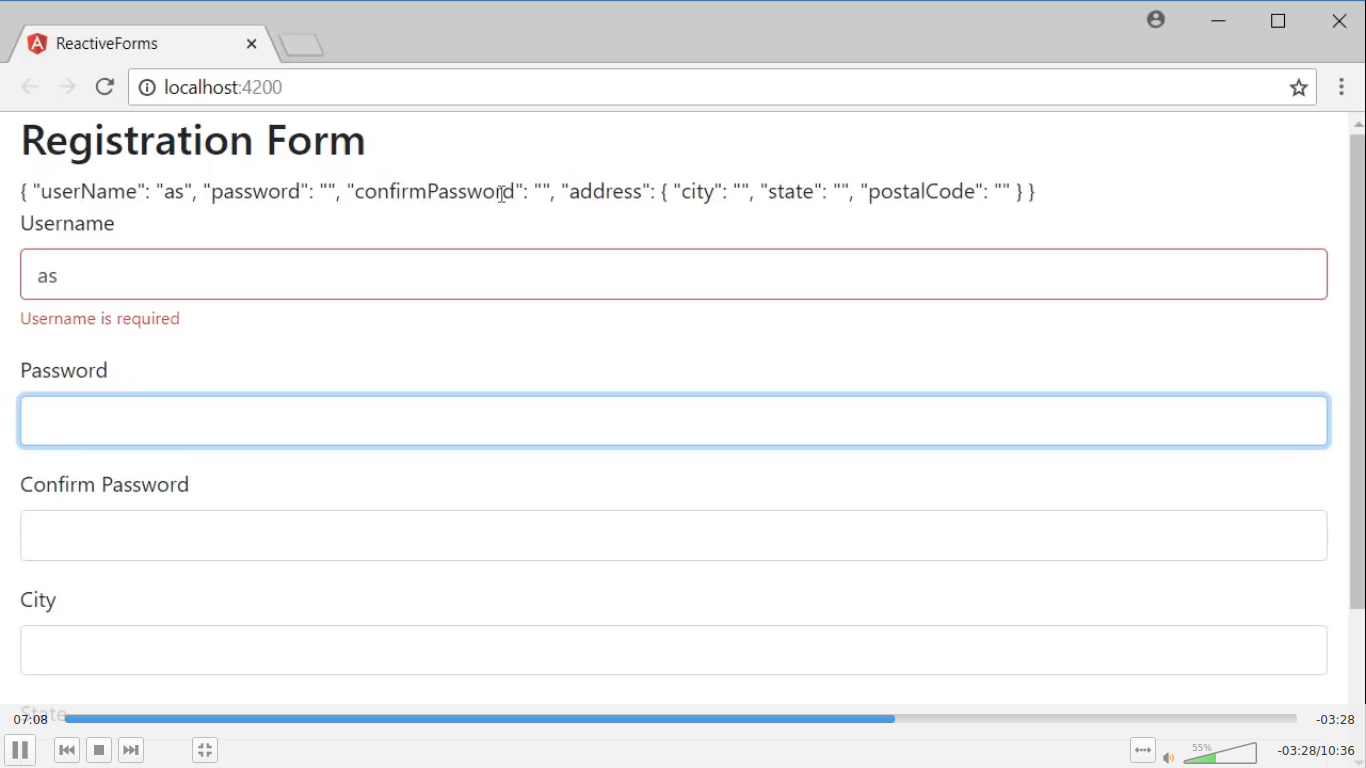 ReactiveForms
localhost:4200
Registration Form
{ "userName": "as", "password": "", "confirmPassword": "", "address": { "city": "", "state": "", "postalCode": "" } }
Username
as
Username is required
Password
Confirm Password
City
State
07:08
-03:28
55%
-03:28/10:36